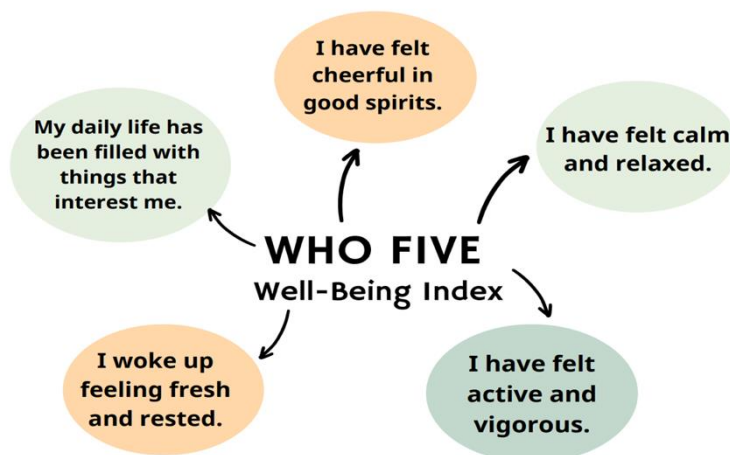 I have felt
cheerful in
good spirits.
My daily life has
been filled with
things that
interest me.
I have felt calm
and relaxed.
WHO FIVE
Well-Being Index
I woke up
feeling fresh
and rested.
I have felt
active and
vigorous.